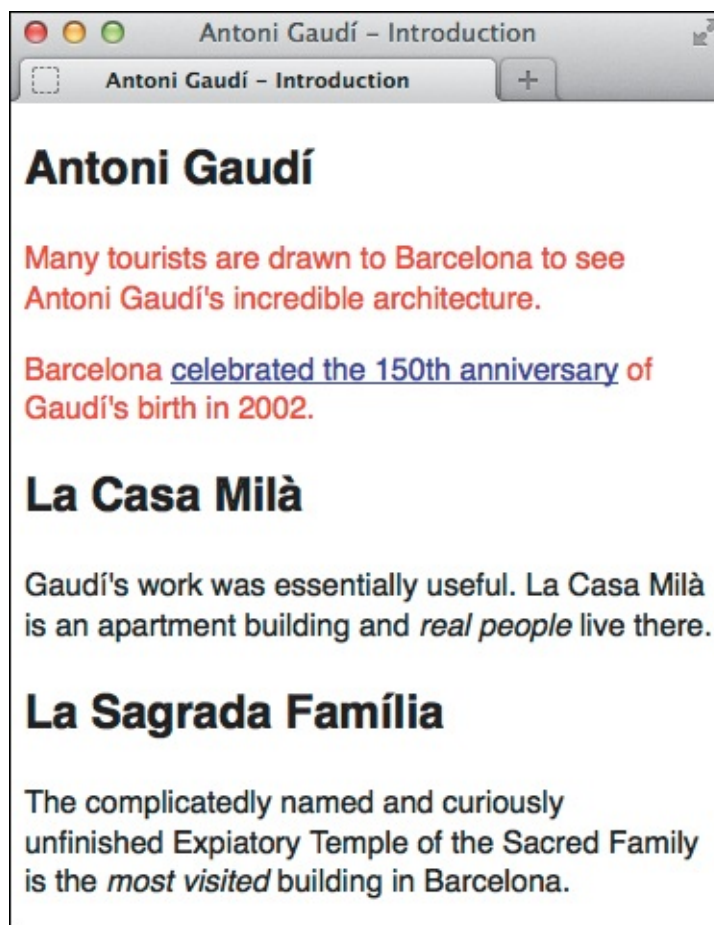 Antoni Gaudí – Introduction
Antoni Gaudí – Introduction
Antoni Gaudí
Many tourists are drawn to Barcelona to see
Antoni Gaudí's incredible architecture.
Barcelona celebrated the 150th anniversary of
Gaudí's birth in 2002.
La Casa Milà
Gaudí's work was essentially useful. La Casa Milà
is an apartment building and real people live there.
La Sagrada Família
The complicatedly named and curiously
unfinished Expiatory Temple of the Sacred Family
is the most visited building in Barcelona.